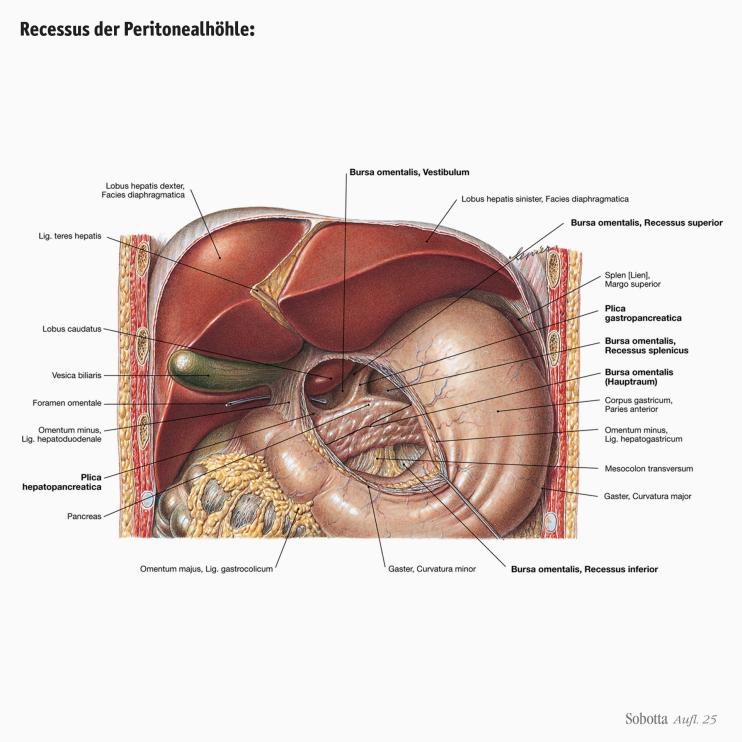 Recessus der Peritonealhöhle:
Bursa omentalis, Vestibulum
Lobus hepatis dexter,
Facies diaphragmatica
Lobus hepatis sinister, Facies diaphragmatica
Bursa omentalis, Recessus superior
Lig. teres hepatis
Splen [Lien],
Margo superior
Plica
gastropancreatica
Lobus caudatus
Bursa omentalis,
Recessus splenicus
Vesica biliaris
Bursa omentalis
(Hauptraum)
Foramen omentale
Corpus gastricum,
Paries anterior
Omentum minus,
Lig. hepatoduodenale
Omentum minus,
Lig. hepatogastricum
Mesocolon transversum
Plica
hepatopancreatica
Gaster, Curvatura major
Pancreas
Omentum majus, Lig. gastrocolicum
Gaster, Curvatura minor
Bursa omentalis, Recessus inferior
Sobotta Aufl. 25